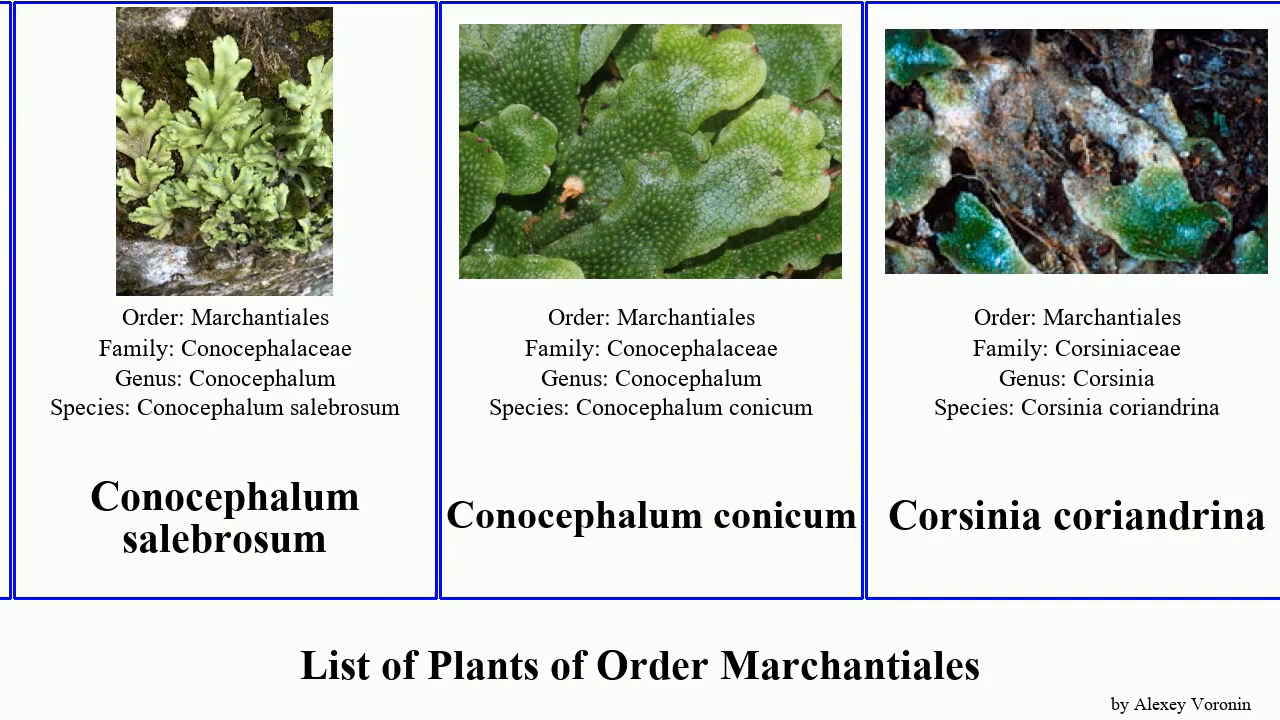 Order: Marchantiales
Family: Conocephalaceae
Genus: Conocephalum
Species: Conocephalum salebrosum
Conocephalum
salebrosum
Order: Marchantiales
Family: Conocephalaceae
Genus: Conocephalum
Species: Conocephalum conicum
Conocephalum conicum
Order: Marchantiales
Family: Corsiniaceae
Genus: Corsinia
Species: Corsinia coriandrina
Corsinia coriandrina
List of Plants of Order Marchantiales
by Alexey Voronin